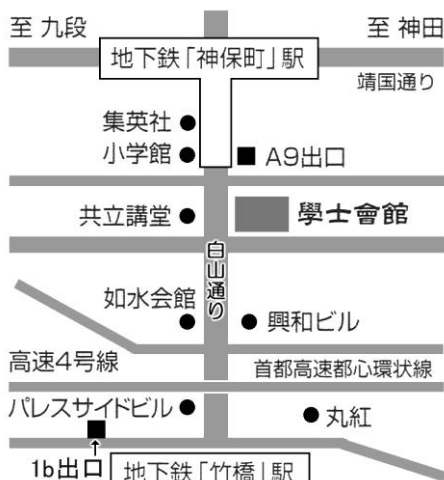 至 九段
至 神田
地下鉄「神保町」駅
靖国通り
集英社
小学館
A9出口
共立講堂
學士會館
白山通り
如水会館
興和ビル
高速4号線
首都高速都心環状線
パレスサイドビル
丸紅
1b出口
地下鉄「竹橋」駅